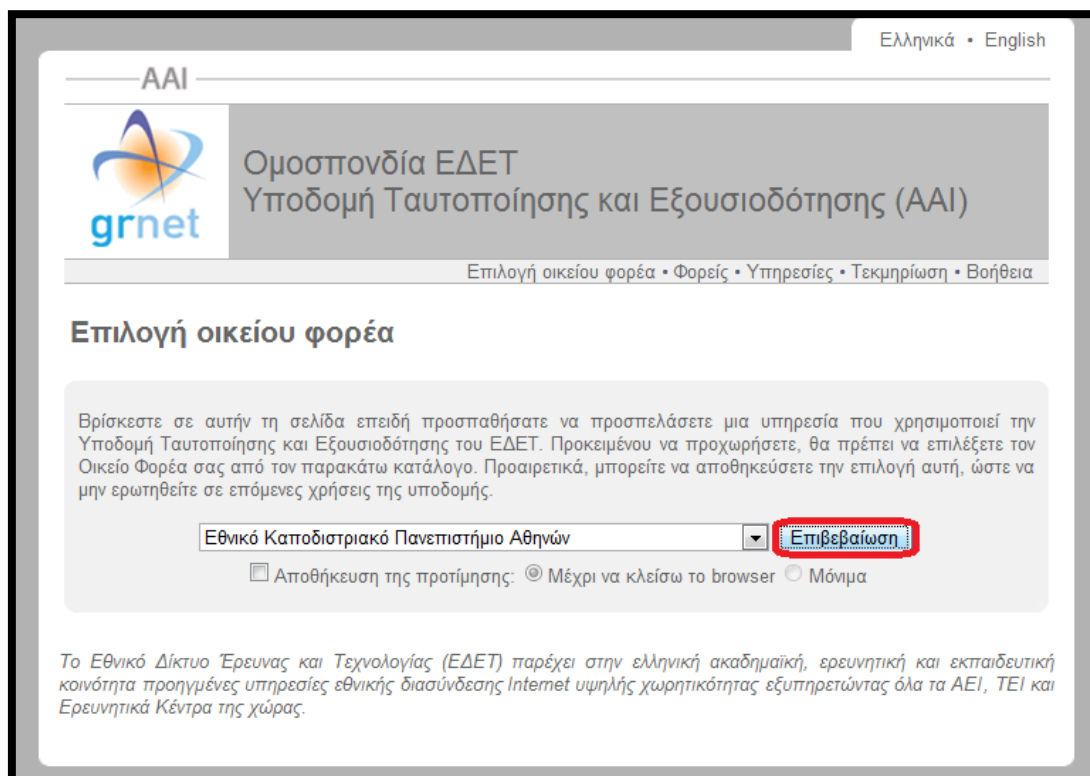 Ελληνικά ▪ English
AAI
grnet
Ομοσπονδία ΕΔΕΤ
Υποδομή Ταυτοποίησης και Εξουσιοδότησης (AAI)
Επιλογή οικείου φορέα ▪ Φορείς ▪ Υπηρεσίες ▪ Τεκμηρίωση ▪ Βοήθεια
Επιλογή οικείου φορέα
Βρίσκεστε σε αυτήν τη σελίδα επειδή προσπαθήσατε να προσπελάσετε μια υπηρεσία που χρησιμοποιεί την
Υποδομή Ταυτοποίησης και Εξουσιοδότησης του ΕΔΕΤ. Προκειμένου να προχωρήσετε, θα πρέπει να επιλέξετε τον
Οικείο Φορέα σας από τον παρακάτω κατάλογο. Προαιρετικά, μπορείτε να αποθηκεύσετε την επιλογή αυτή, ώστε να
μην ερωτηθείτε σε επόμενες χρήσεις της υποδομής.
Εθνικό Καποδιστριακό Πανεπιστήμιο Αθηνών Επιβεβαίωση
Αποθήκευση της προτίμησης: Μέχρι να κλείσω το browser Μόνιμα
Το Εθνικό Δίκτυο Έρευνας και Τεχνολογίας (ΕΔΕΤ) παρέχει στην ελληνική ακαδημαϊκή, ερευνητική και εκπαιδευτική
κοινότητα προηγμένες υπηρεσίες εθνικής διασύνδεσης Internet υψηλής χωρητικότητας εξυπηρετώντας όλα τα ΑΕΙ, ΤΕΙ και
Ερευνητικά Κέντρα της χώρας.